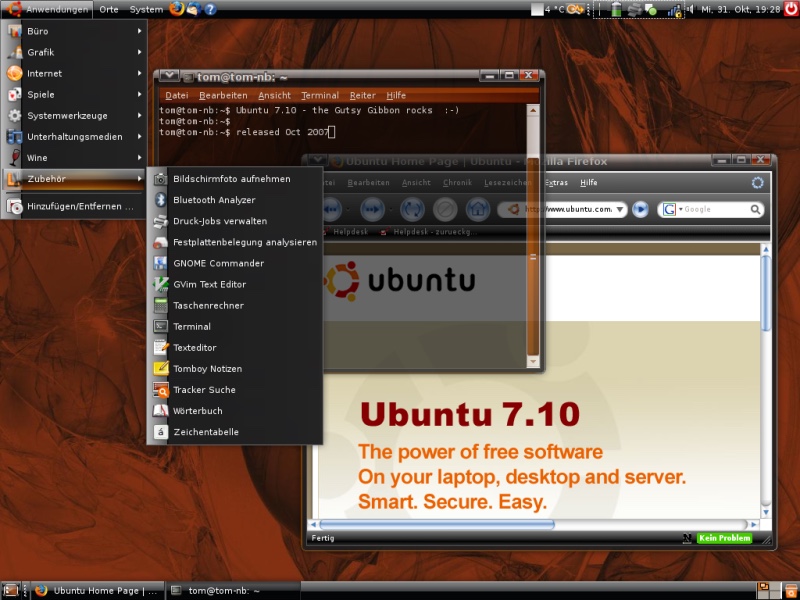 Anwendungen Orte System
4 °C
Mi, 31. Okt, 19:28
Büro
Grafik
Internet
Spiele
Systemwerkzeuge
Unterhaltungsmedien
Wine
Zubehör
Hinzufügen/Entfernen ...
Bildschirmfoto aufnehmen
Bluetooth Analyzer
Druck-Jobs verwalten
Festplattenbelegung analysieren
GNOME Commander
GVim Text Editor
Taschenrechner
Terminal
Texteditor
Tomboy Notizen
Tracker Suche
Wörterbuch
Zeichentabelle
tom@tom-nb: ~
Datei Bearbeiten Ansicht Terminal Reiter Hilfe
tom@tom-nb:~$ Ubuntu 7.10 - the Gutsy Gibbon rocks :-)
tom@tom-nb:~$
tom@tom-nb:~$ released Oct 2007
Ubuntu Home Page | Ubuntu - Mozilla Firefox
Bearbeiten Ansicht Chronik Lesezeichen Extras Hilfe
http://www.ubuntu.com
Google
Helpdesk Helpdesk - zurueckg..
ubuntu
Ubuntu 7.10
The power of free software
On your laptop, desktop and server.
Smart. Secure. Easy.
Fertig
Kein Problem
Ubuntu Home Page | ...
tom@tom-nb: ~